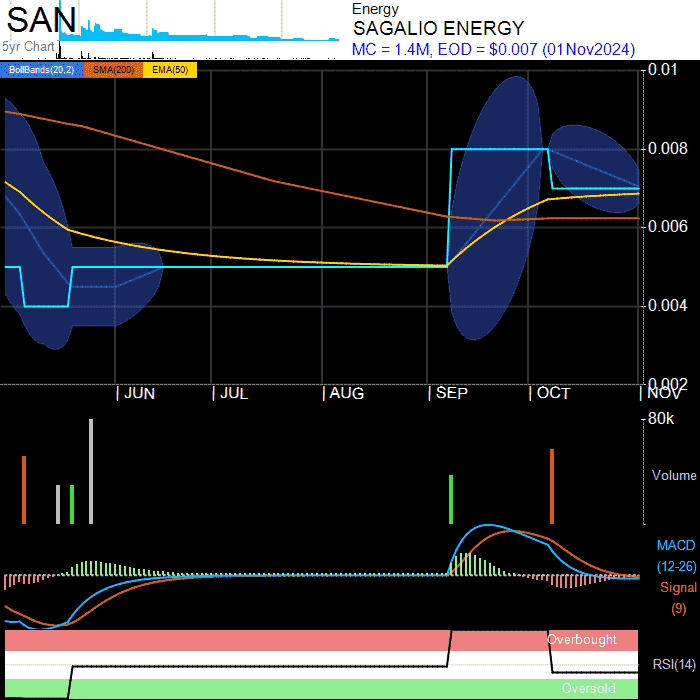 SAN
5yr Chart
Energy
SAGALIO ENERGY
MC = 1.4M, EOD = $0.007 (01Nov2024)
BollBands(20,2) SMA(200) EMA(50)
0.01
0.008
0.006
0.004
0.002
| JUN | JUL | AUG | SEP | OCT | NOV
80k
Volume
MACD
(12-26)
Signal
(9)
Overbought
RSI(14)
Oversold